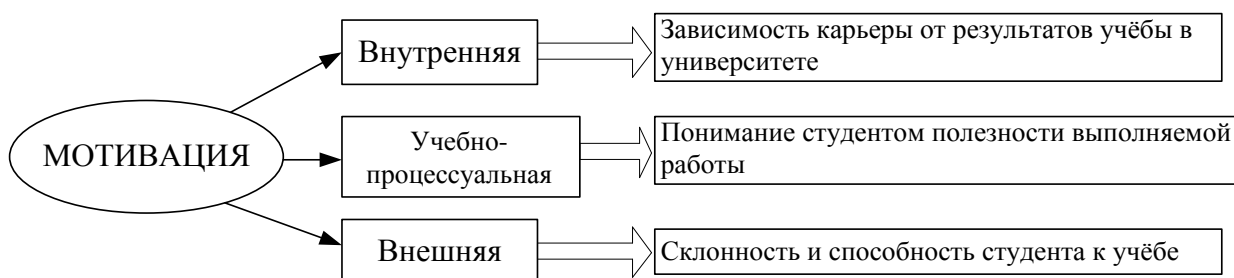 МОТИВАЦИЯ
Внутренняя
Зависимость карьеры от результатов учёбы в
университете
Учебно-
процессуальная
Понимание студентом полезности выполняемой
работы
Внешняя
Склонность и способность студента к учёбе